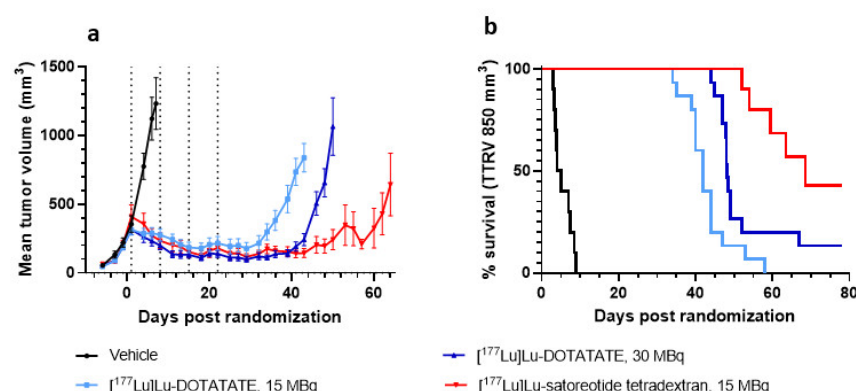 a
b
Mean tumor volume (mm³)
1500
1000
500
0
0
20
40
60
Days post randomization
% survival (TTRV 850 mm³)
100
50
0
0
20
40
60
80
Days post randomization
Vehicle
[¹⁷⁷Lu]Lu-DOTATATE, 30 MBq
[¹⁷⁷Lu]Lu-DOTATATE, 15 MBq
[¹⁷⁷Lu]Lu-satoreotide tetradextran, 15 MBq